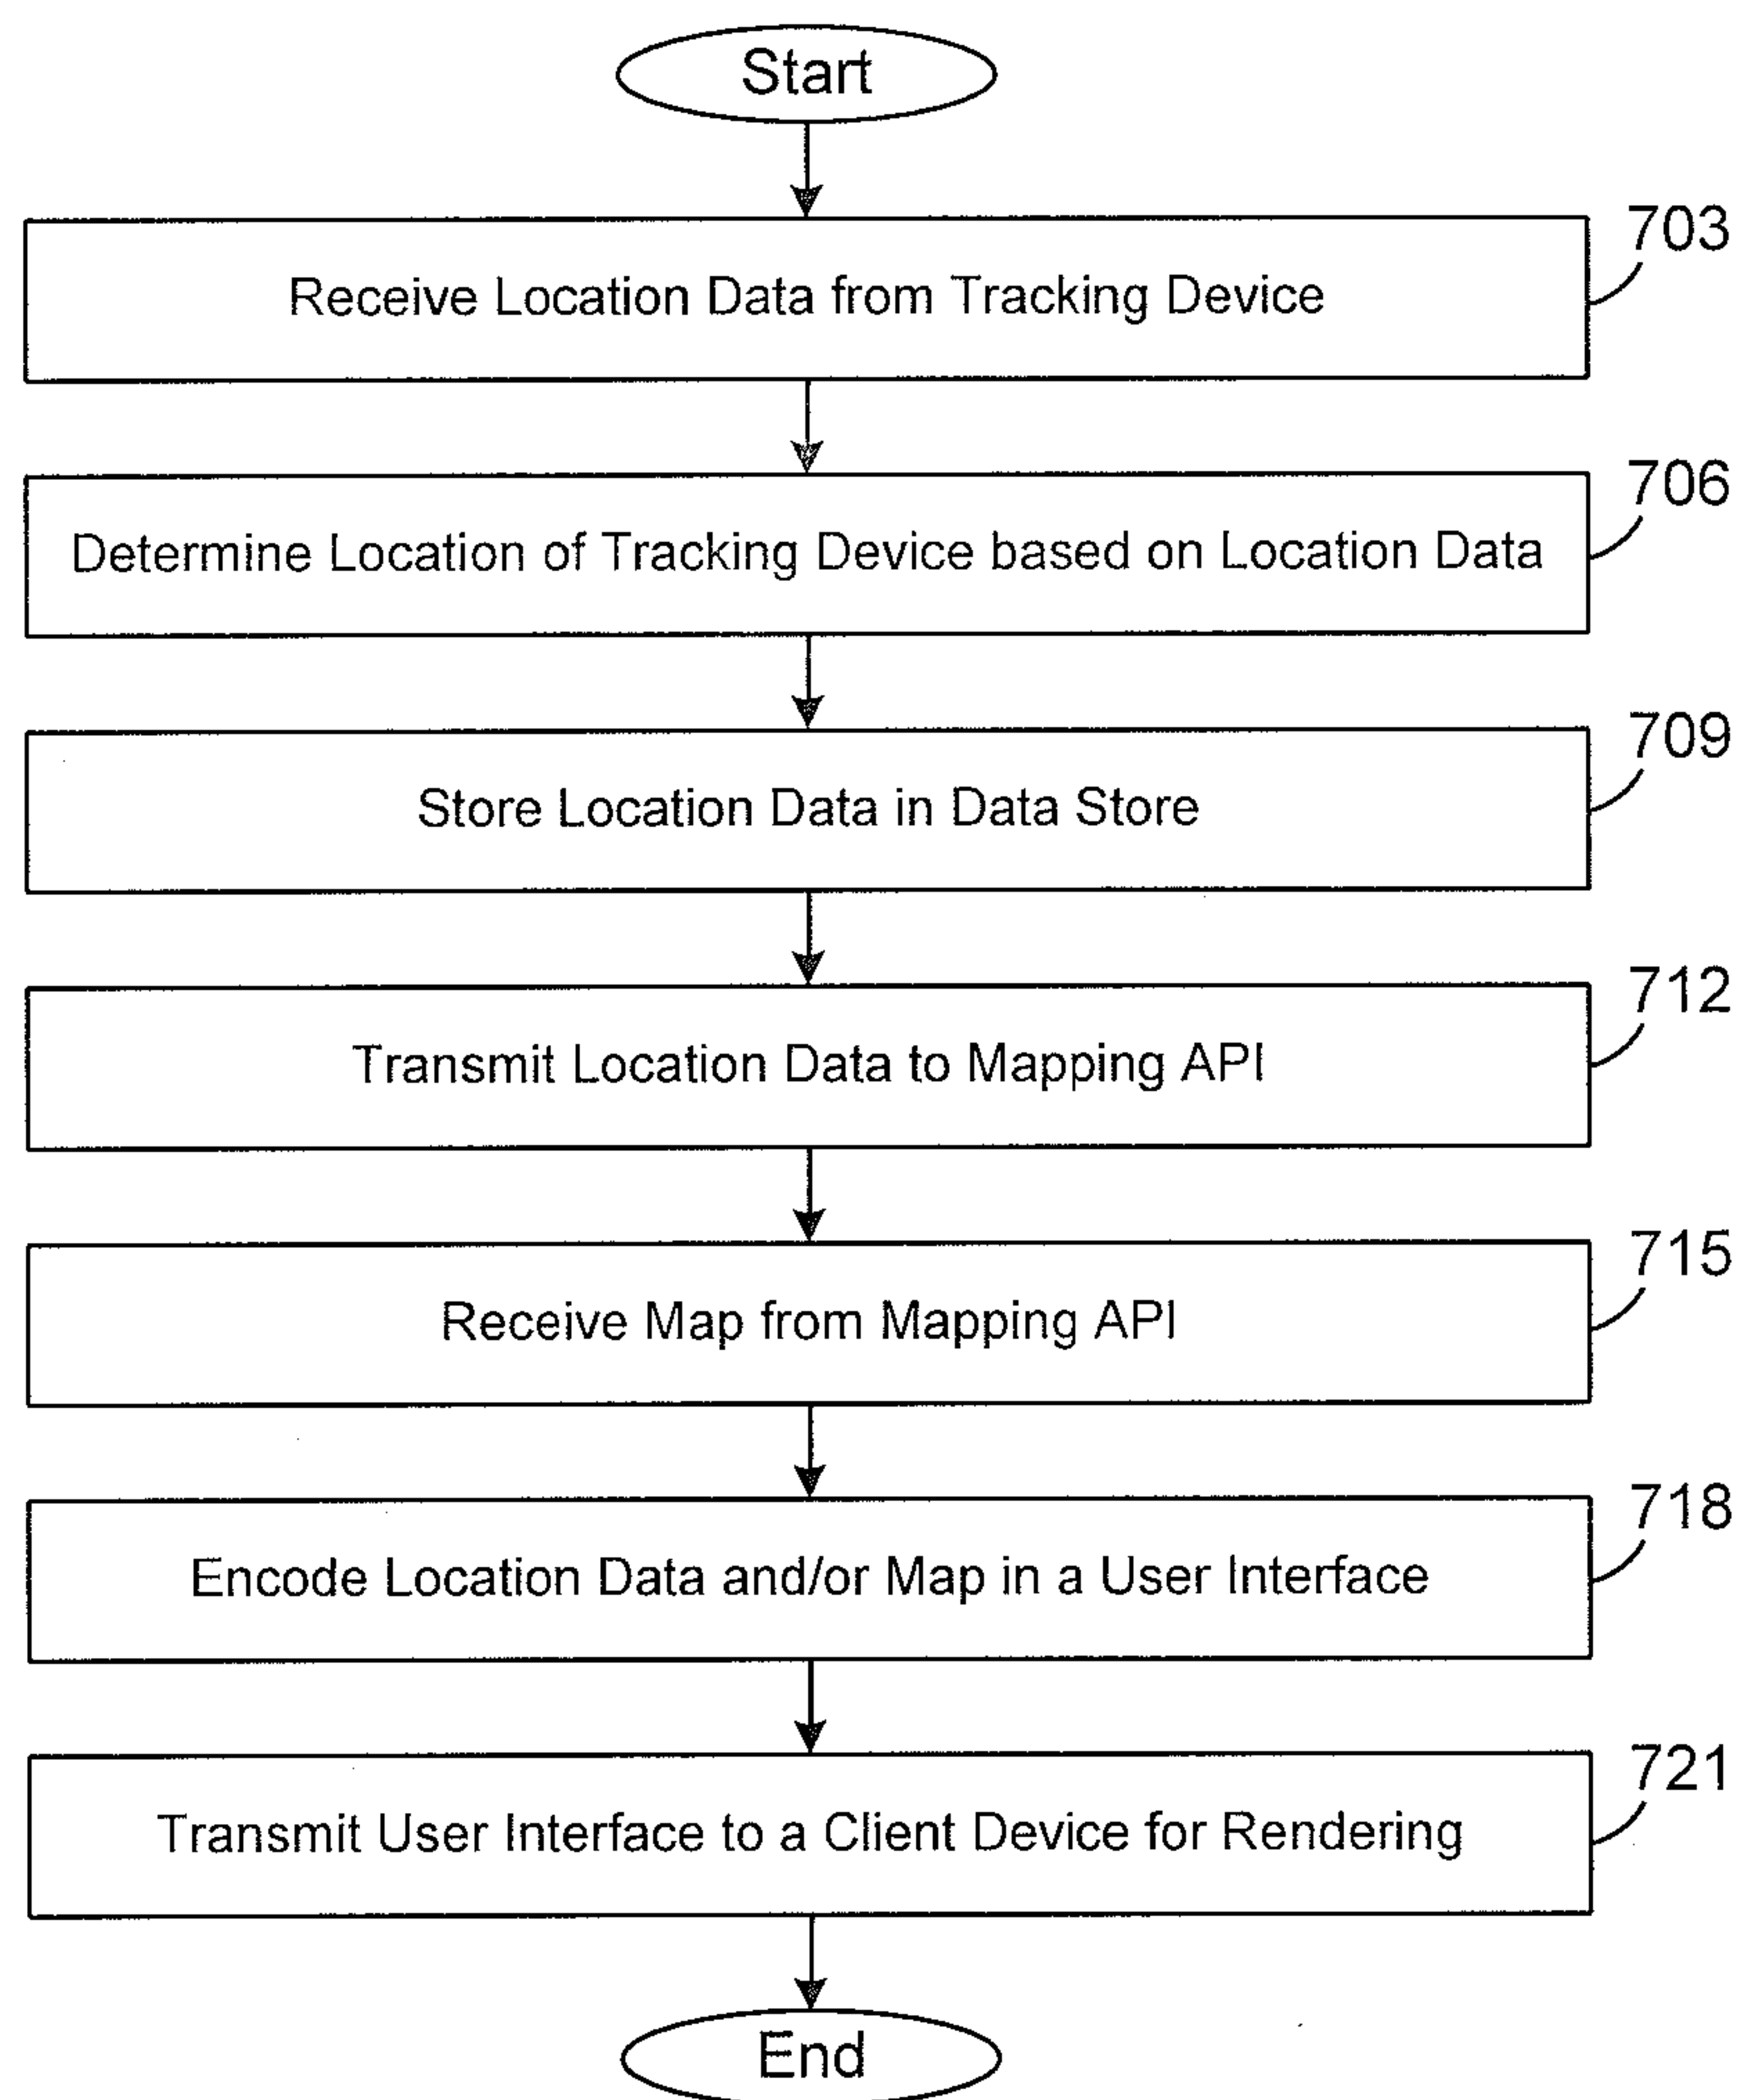 Start
703
Receive Location Data from Tracking Device
706
Determine Location of Tracking Device based on Location Data
709
Store Location Data in Data Store
712
Transmit Location Data to Mapping API
715
Receive Map from Mapping API
718
Encode Location Data and/or Map in a User Interface
721
Transmit User Interface to a Client Device for Rendering
End